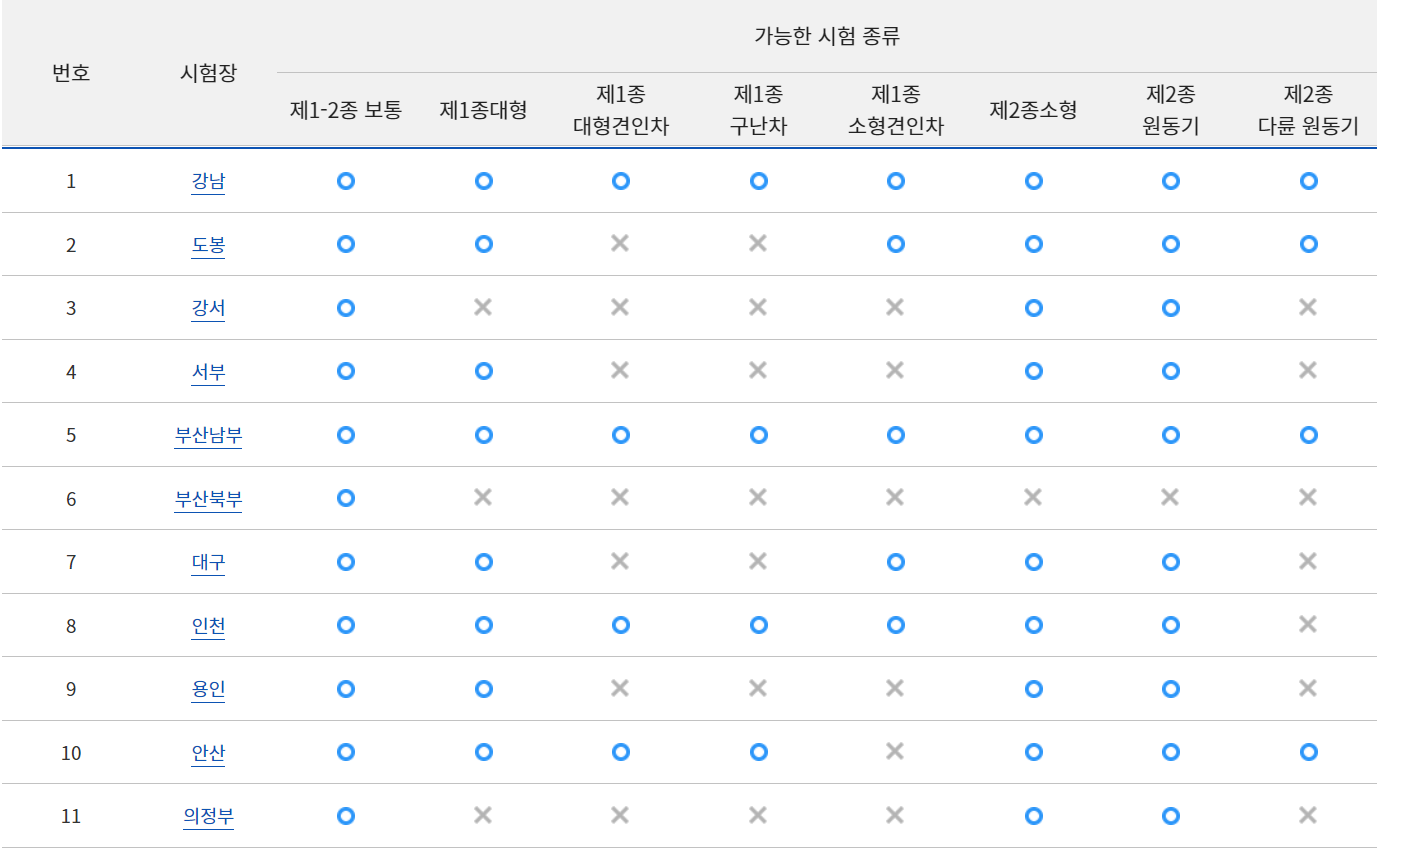 가능한 시험 종류
번호 시험장
제1-2종 보통 제1종대형 제1종 대형견인차 제1종 구난차 제1종 소형견인차 제2종소형 제2종 원동기 제2종 다륜 원동기
1 강남
2 도봉
3 강서
4 서부
5 부산남부
6 부산북부
7 대구
8 인천
9 용인
10 안산
11 의정부